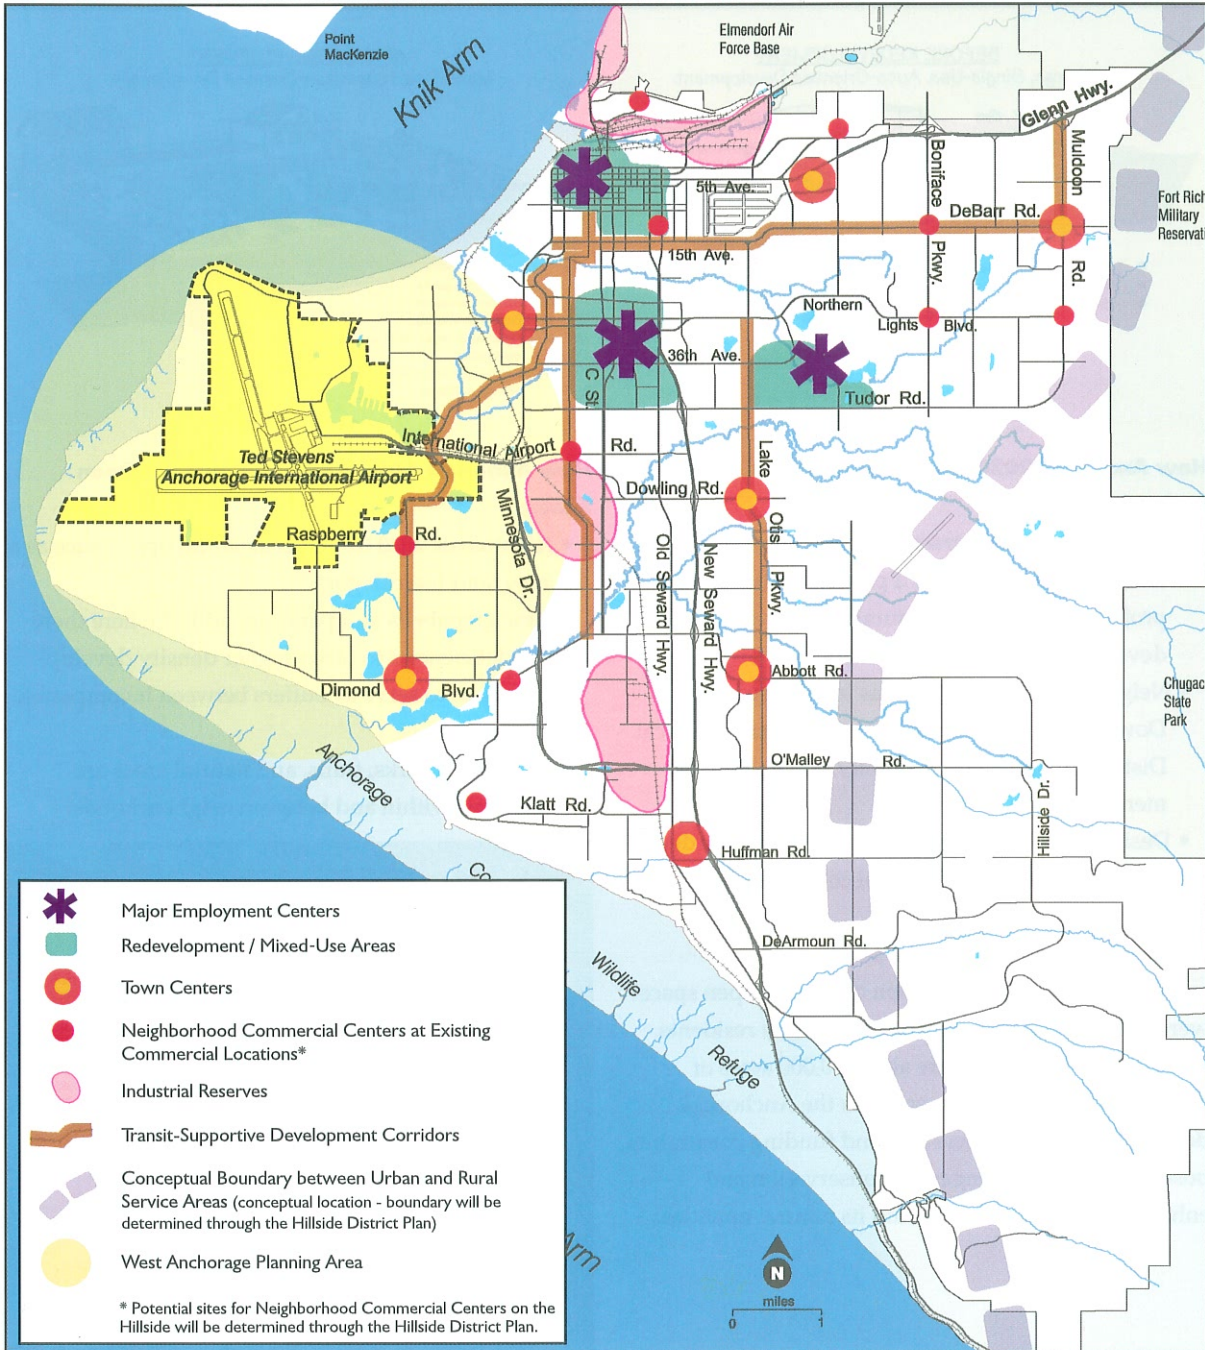 Point
MacKenzie
Knik Arm
Elmendorf Air
Force Base
Glenn Hwy.
Muldoon
Rd.
Boniface
Pkwy.
5th Ave.
DeBarr Rd.
Fort Rich
Military
Reservati
15th Ave.
Northern
Lights Blvd.
36th Ave.
C St
Tudor Rd.
International Airport Rd.
Ted Stevens
Anchorage International Airport
Lake
Otis
Pkwy.
Dowling Rd.
Minnesota Dr.
Raspberry Rd.
Old Seward Hwy.
New Seward Hwy.
Abbott Rd.
Dimond Blvd.
Chugac
State
Park
dev
Dist
mer
Anchorage
Co
Wildlife
Refuge
O'Malley Rd.
Klatt Rd.
Hillside Dr.
Huffman Rd.
DeArmoun Rd.
Arm
Major Employment Centers
Redevelopment / Mixed-Use Areas
Town Centers
Neighborhood Commercial Centers at Existing
Commercial Locations*
Industrial Reserves
Transit-Supportive Development Corridors
Conceptual Boundary between Urban and Rural
Service Areas (conceptual location - boundary will be
determined through the Hillside District Plan)
West Anchorage Planning Area
* Potential sites for Neighborhood Commercial Centers on the
Hillside will be determined through the Hillside District Plan.
N
miles
0 1